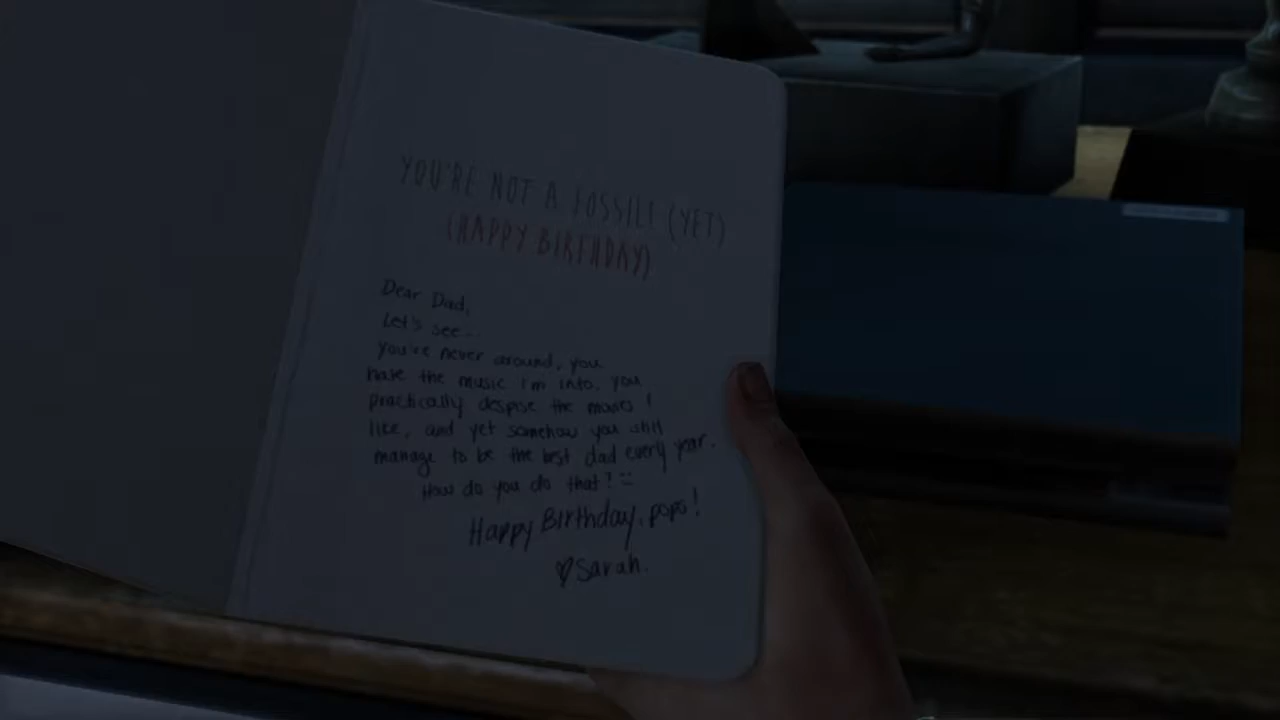 YOU'RE NOT A FOSSIL! (YET)
(HAPPY BIRTHDAY)
Dear Dad,
Let's see...
You're never around, you
hate the music I'm into, you
practically despise the movies I
like, and yet somehow you still
manage to be the best dad every year.
How do you do that? :)
Happy Birthday, pops!
♡Sarah.